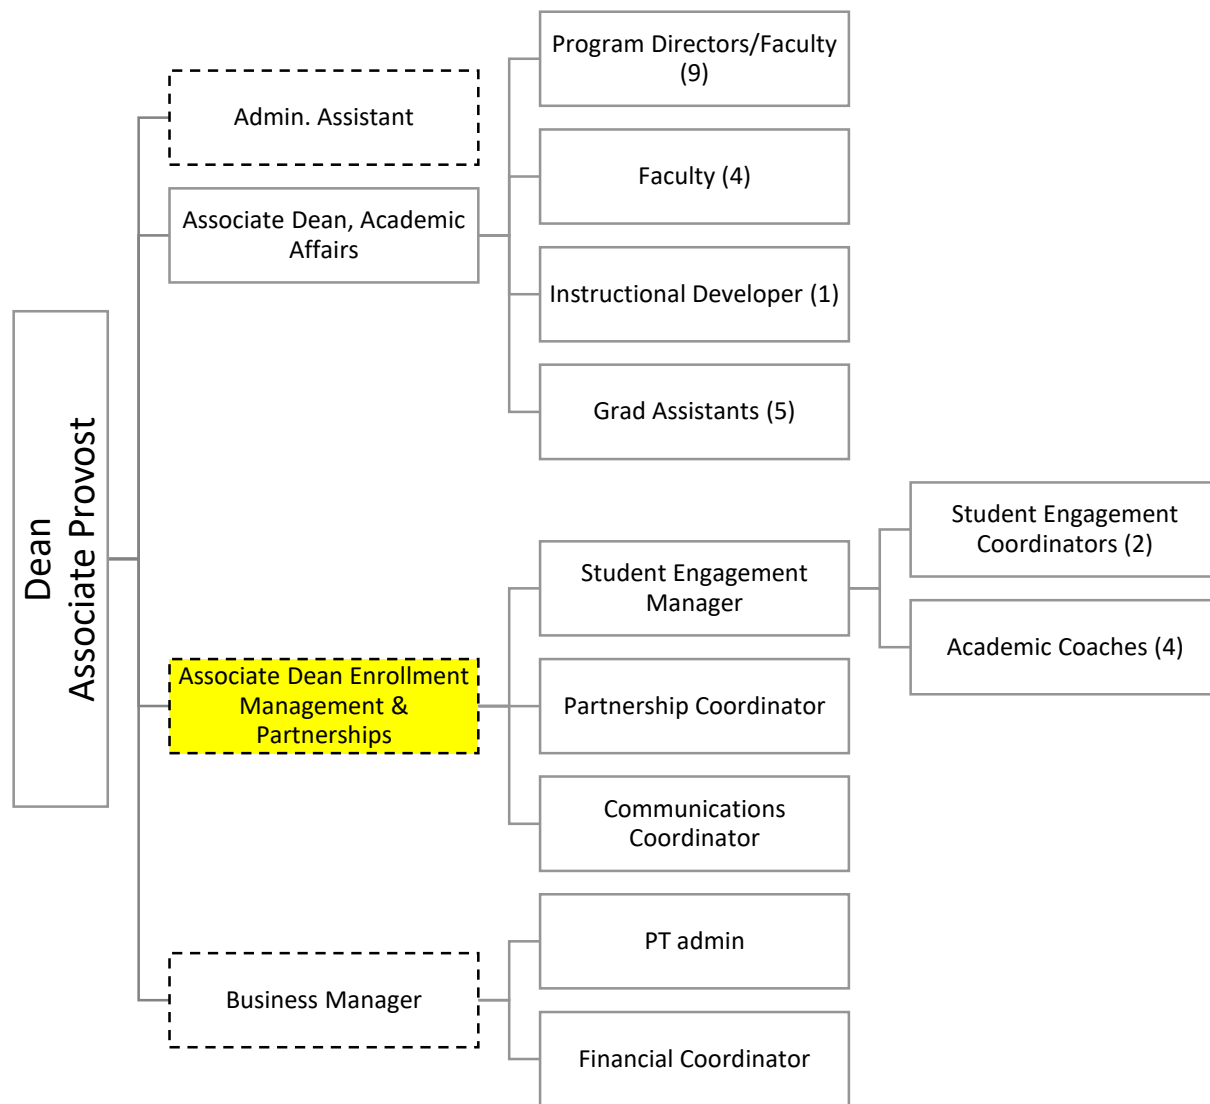 Dean
Associate Provost
Admin. Assistant
Associate Dean, Academic
Affairs
Program Directors/Faculty
(9)
Faculty (4)
Instructional Developer (1)
Grad Assistants (5)
Associate Dean Enrollment
Management &
Partnerships
Student Engagement
Manager
Student Engagement
Coordinators (2)
Academic Coaches (4)
Partnership Coordinator
Communications
Coordinator
Business Manager
PT admin
Financial Coordinator